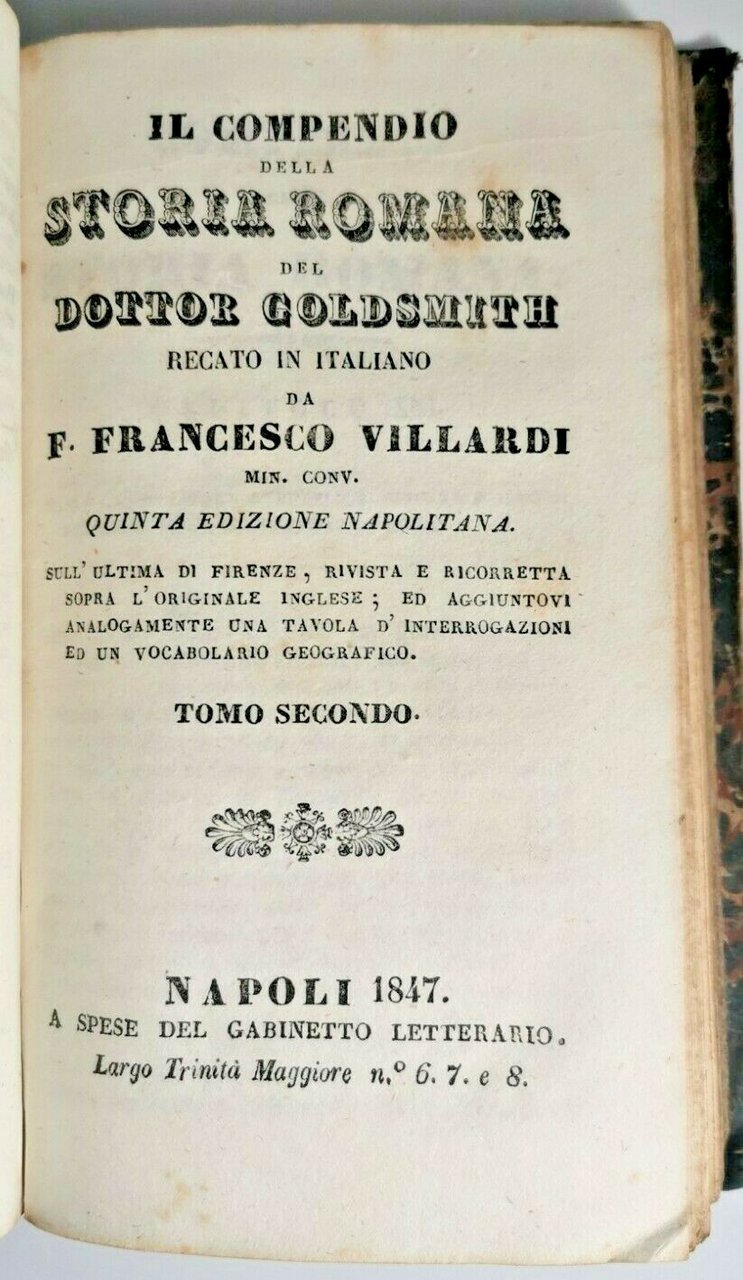 IL COMPENDIO
DELLA
STORIA ROMANA
DEL
DOTTOR GOLDSMITH
RECATO IN ITALIANO
DA
F. FRANCESCO VILLARDI
MIN. CONV.
QUINTA EDIZIONE NAPOLITANA.
SULL'ULTIMA DI FIRENZE, RIVISTA E RICORRETTA
SOPRA L'ORIGINALE INGLESE; ED AGGIUNTOVI
ANALOGAMENTE UNA TAVOLA D'INTERROGAZIONI
ED UN VOCABOLARIO GEOGRAFICO.
TOMO SECONDO.
NAPOLI 1847.
A SPESE DEL GABINETTO LETTERARIO.
Largo Trinità Maggiore n.º 6. 7. e 8.